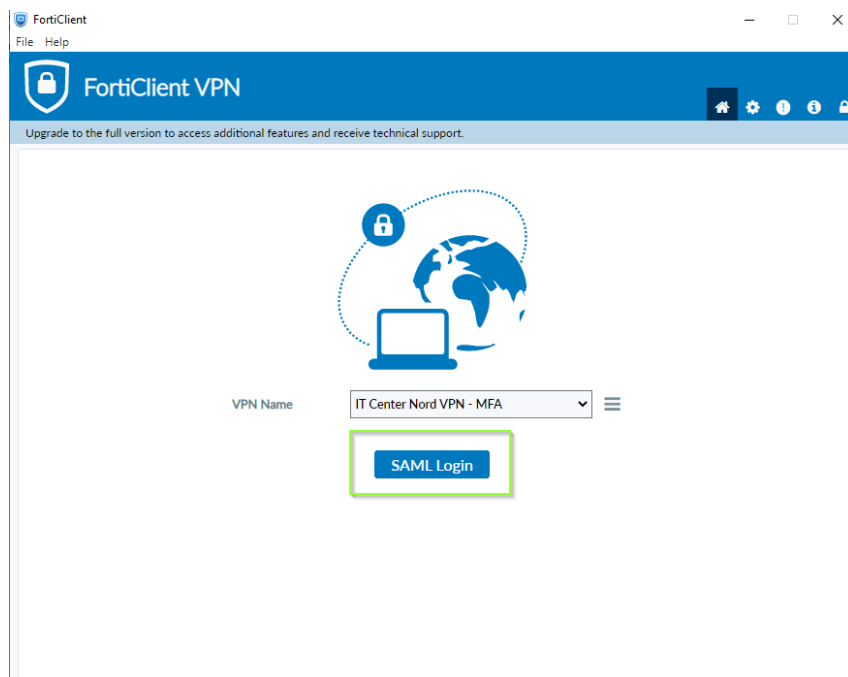 FortiClient
File Help
FortiClient VPN
Upgrade to the full version to access additional features and receive technical support.
VPN Name
IT Center Nord VPN - MFA
SAML Login